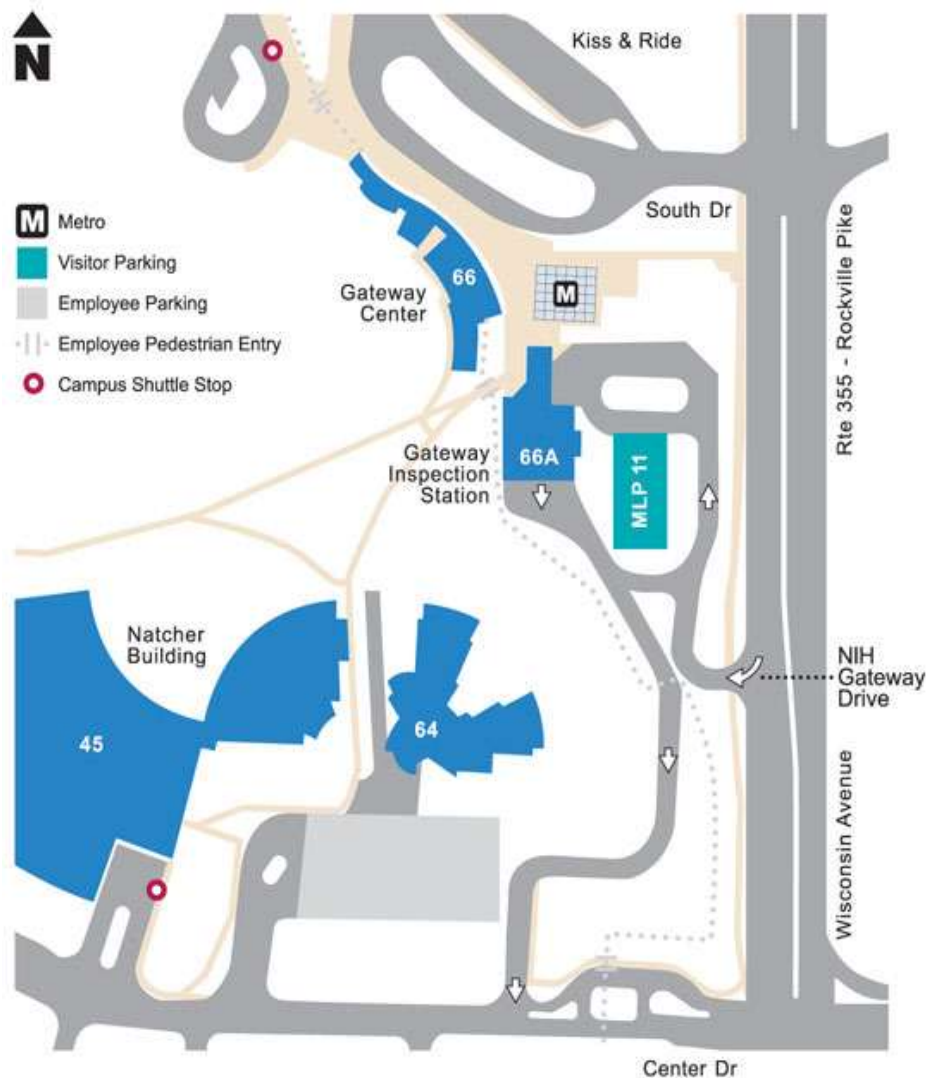 N
Kiss & Ride
M Metro
Visitor Parking
Employee Parking
Employee Pedestrian Entry
Campus Shuttle Stop
South Dr
Rte 355 - Rockville Pike
66
Gateway
Center
M
Gateway
Inspection
Station
66A
MLP 11
Natcher
Building
45
64
NIH
Gateway
Drive
Wisconsin Avenue
Center Dr